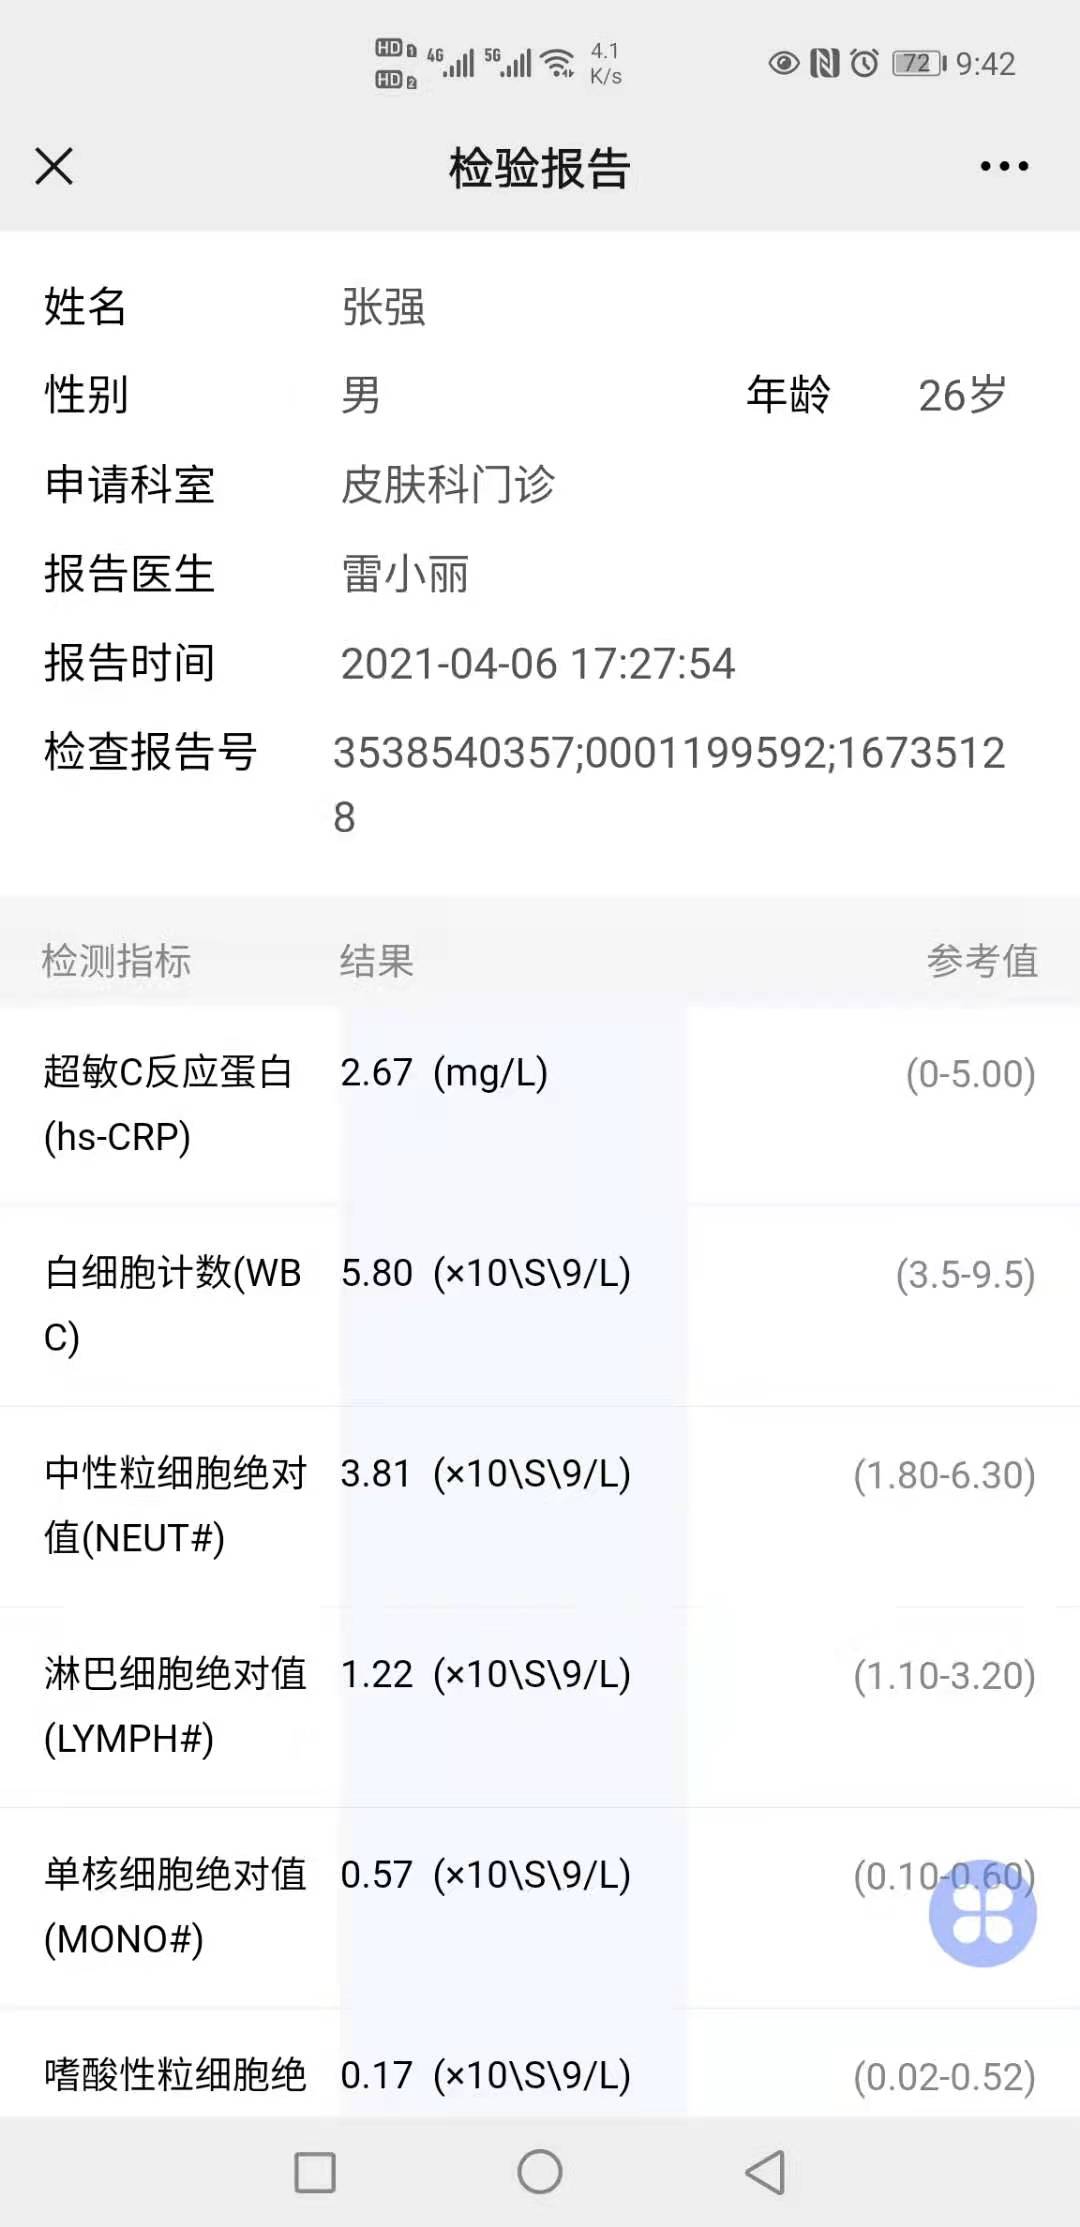 HD 1 4G 5G 4.1
HD 2 K/s 72 9:42
检验报告
姓名 张强
性别 男 年龄 26岁
申请科室 皮肤科门诊
报告医生 雷小丽
报告时间 2021-04-06 17:27:54
检查报告号 3538540357;0001199592;1673512
8
检测指标 结果 参考值
超敏C反应蛋白 2.67 (mg/L) (0-5.00)
(hs-CRP)
白细胞计数(WB 5.80 (×10\S\9/L) (3.5-9.5)
C)
中性粒细胞绝对 3.81 (×10\S\9/L) (1.80-6.30)
值(NEUT#)
淋巴细胞绝对值 1.22 (×10\S\9/L) (1.10-3.20)
(LYMPH#)
单核细胞绝对值 0.57 (×10\S\9/L) (0.10-0.60)
(MONO#)
嗜酸性粒细胞绝 0.17 (×10\S\9/L) (0.02-0.52)